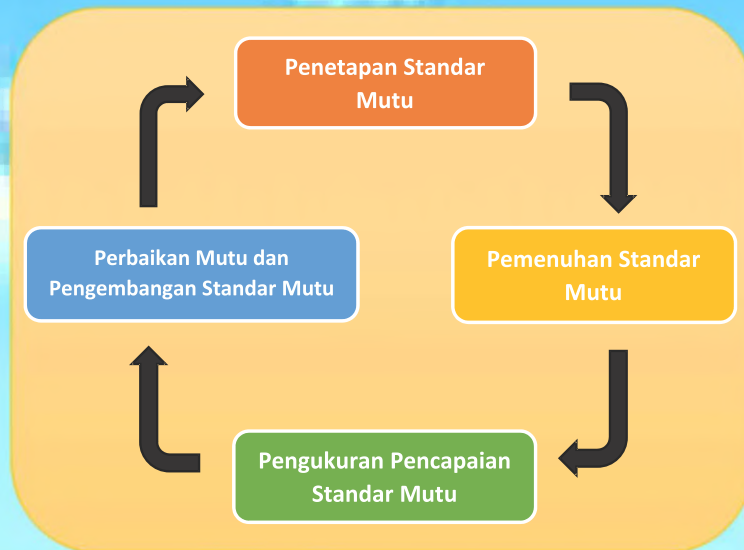 Penetapan Standar
Mutu
Perbaikan Mutu dan
Pengembangan Standar Mutu
Pemenuhan Standar
Mutu
Pengukuran Pencapaian
Standar Mutu